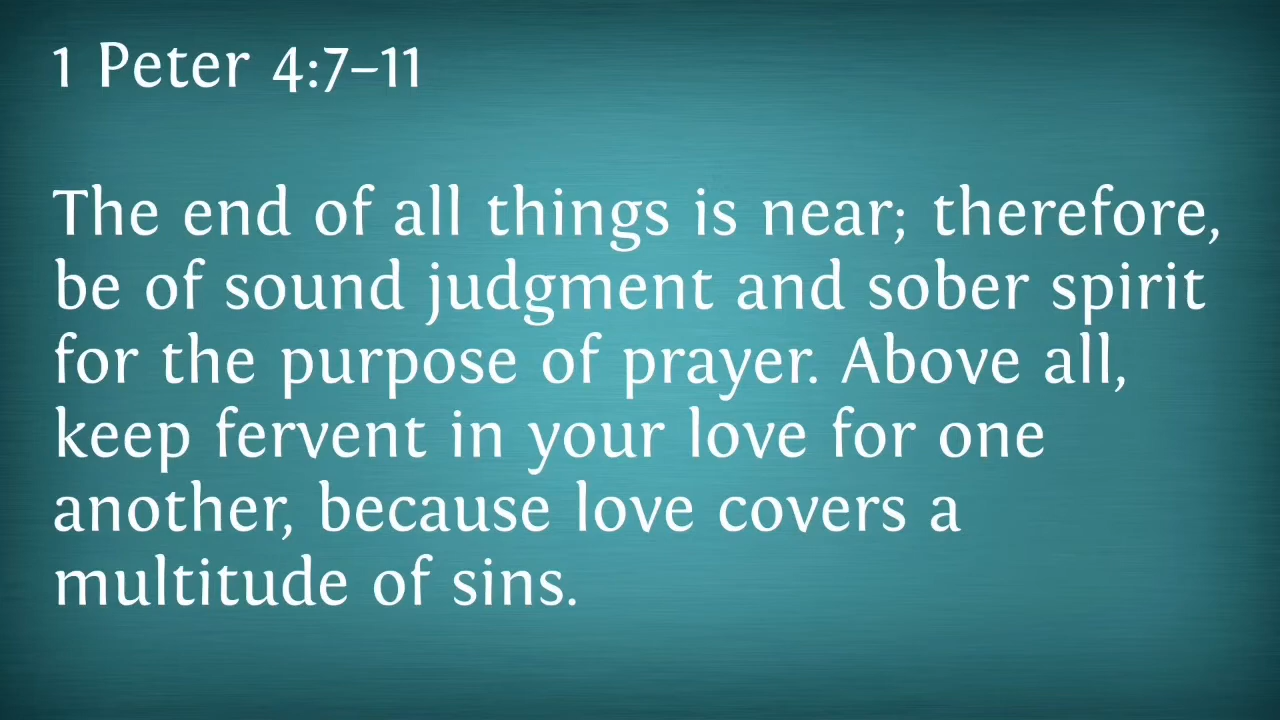 1 Peter 4:7–11
The end of all things is near; therefore,
be of sound judgment and sober spirit
for the purpose of prayer. Above all,
keep fervent in your love for one
another, because love covers a
multitude of sins.